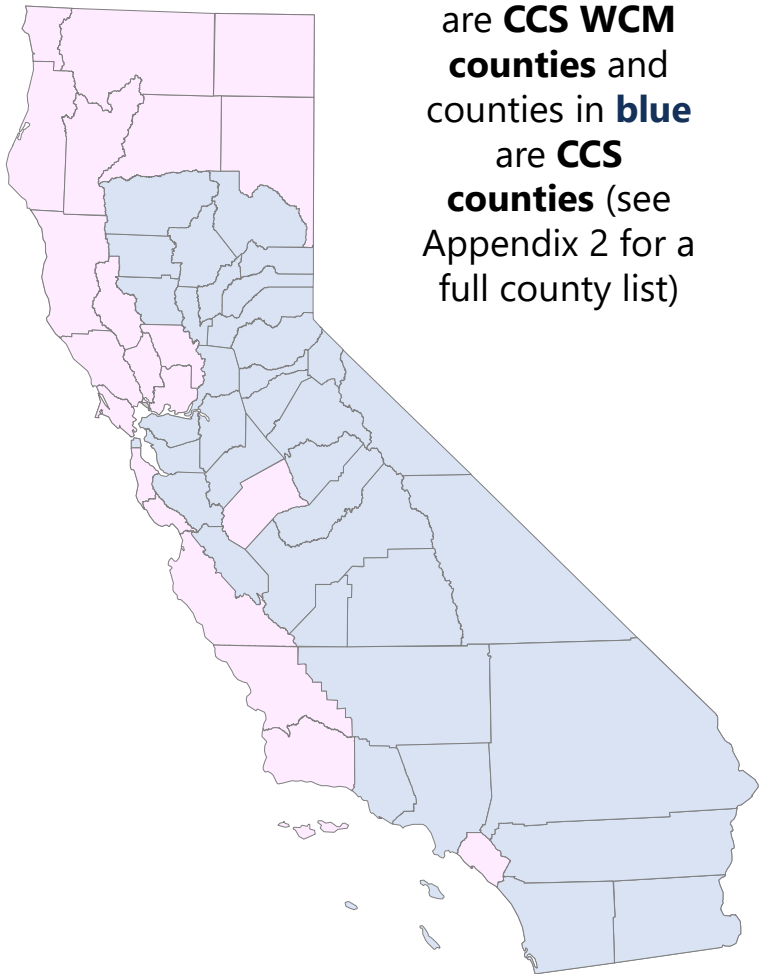 are CCS WCM
counties and
counties in blue
are CCS
counties (see
Appendix 2 for a
full county list)